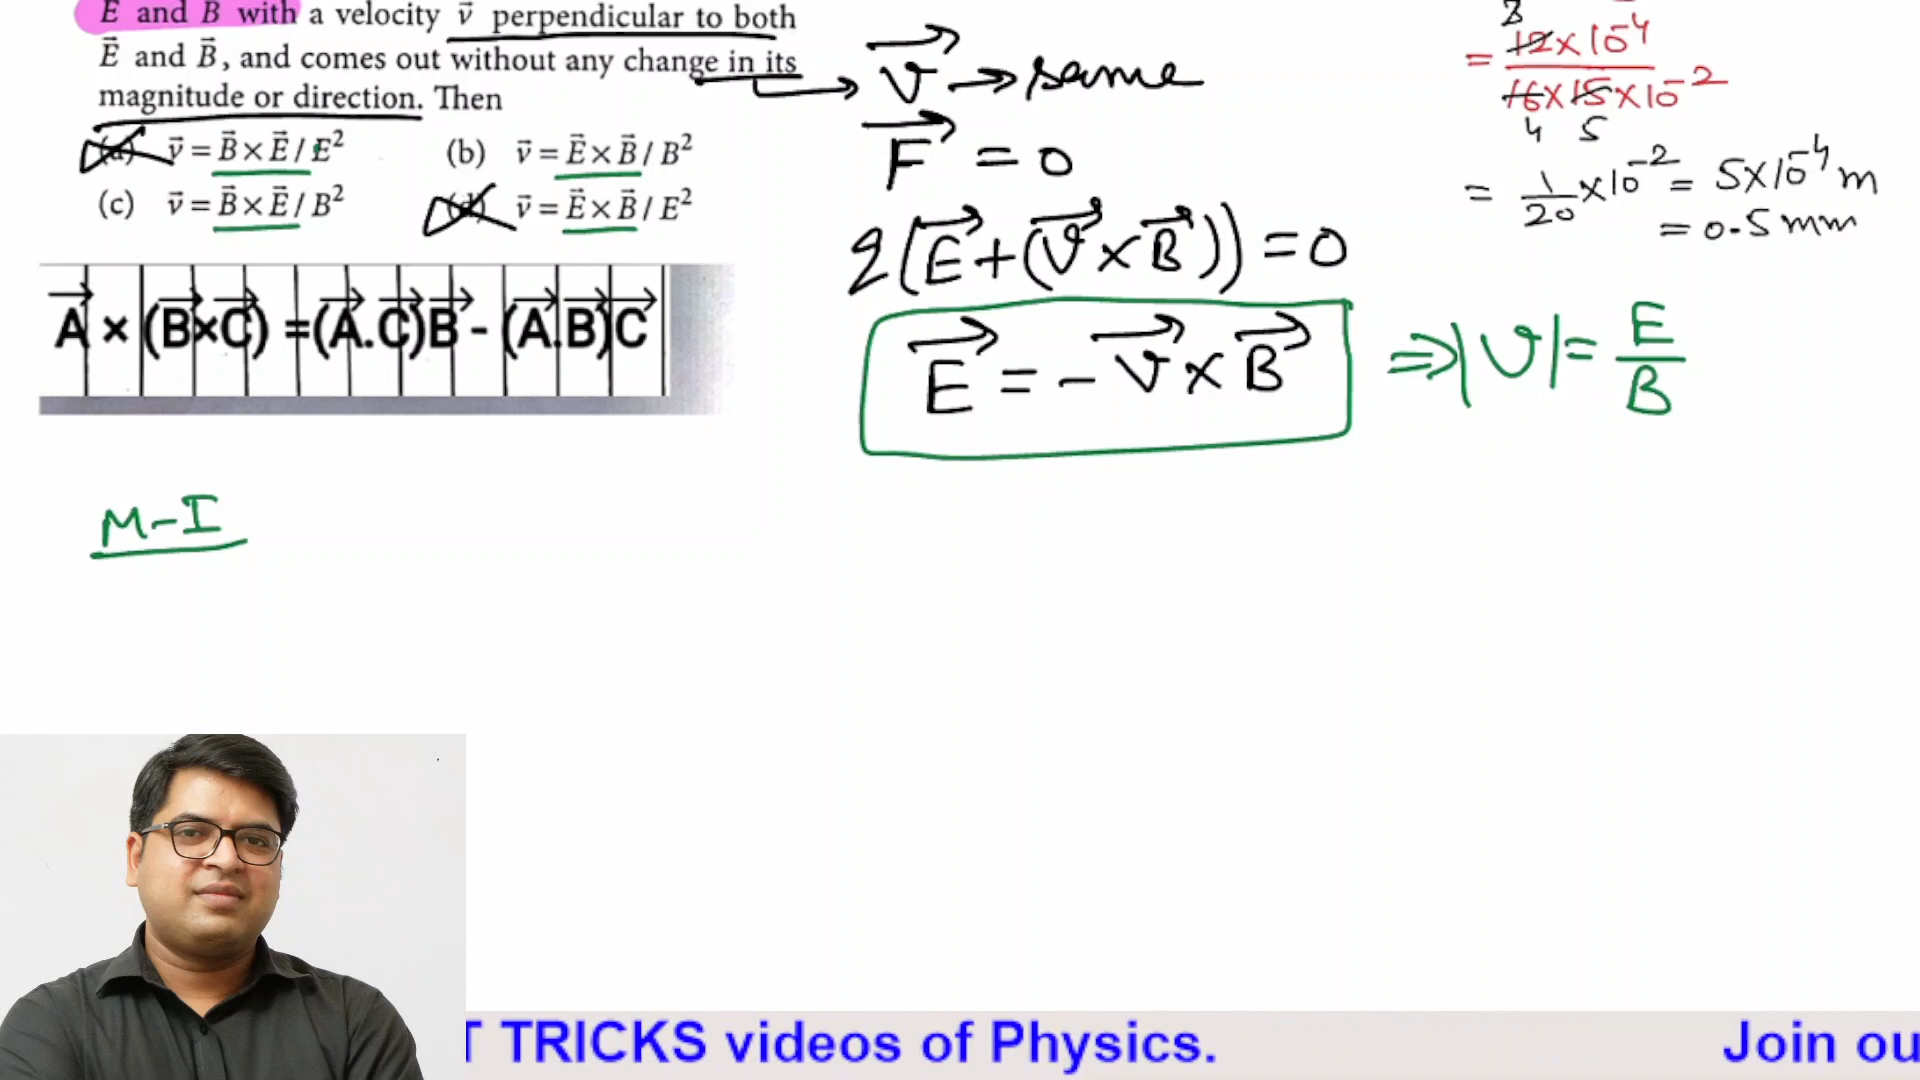 E⃗ and B⃗ with a velocity v⃗ perpendicular to both
E⃗ and B⃗, and comes out without any change in its
magnitude or direction. Then
(a) v⃗ = B⃗ × E⃗ / E²
(b) v⃗ = E⃗ × B⃗ / B²
(c) v⃗ = B⃗ × E⃗ / B²
(d) v⃗ = E⃗ × B⃗ / E²
A⃗ × (B⃗×C⃗) =(A⃗.C⃗)B⃗ - (A⃗.B⃗)C⃗
M-I
v⃗ → same
F⃗ = 0
q(E⃗ + (v⃗ × B⃗)) = 0
E⃗ = -v⃗ × B⃗
⇒ |v| = E/B
3
= 12×10⁻⁴ / 16×15×10⁻²
4 5
= 1/20 ×10⁻² = 5×10⁻⁴ m
= 0.5 mm
T TRICKS videos of Physics.
Join ou